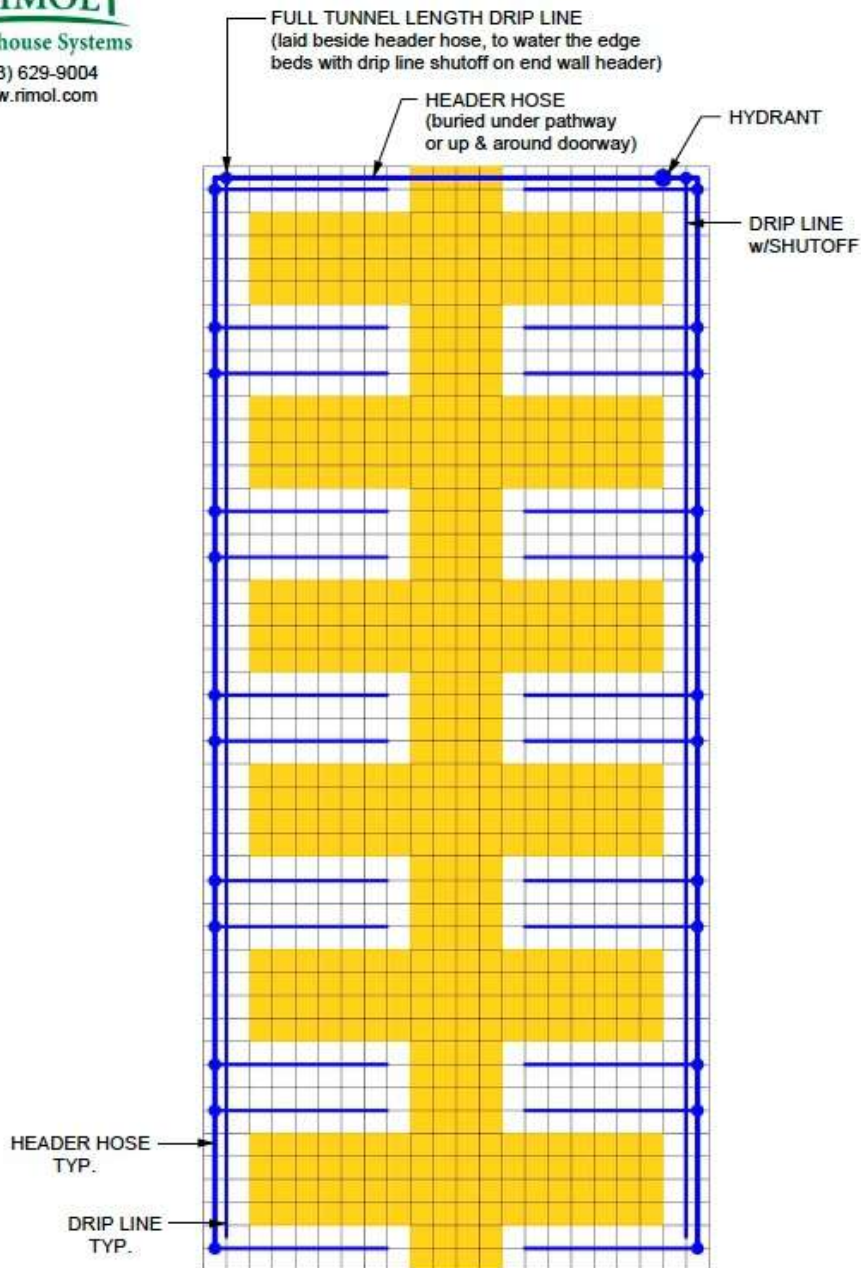 house Systems
629-9004
w.rimol.com
FULL TUNNEL LENGTH DRIP LINE
(laid beside header hose, to water the edge
beds with drip line shutoff on end wall header)
HEADER HOSE
(buried under pathway
or up & around doorway)
HYDRANT
DRIP LINE
w/SHUTOFF
HEADER HOSE
TYP.
DRIP LINE
TYP.